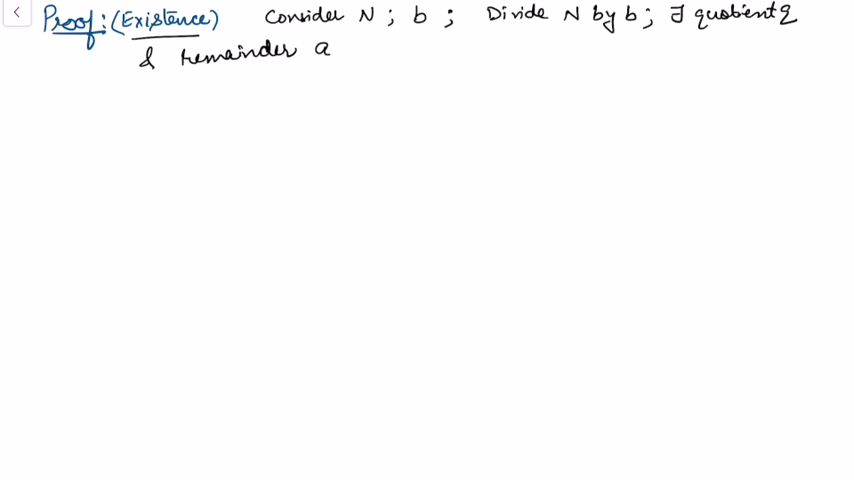 Proof: (Existence) Consider N ; b ; Divide N by b ; ∃ quotient q
& remainder a